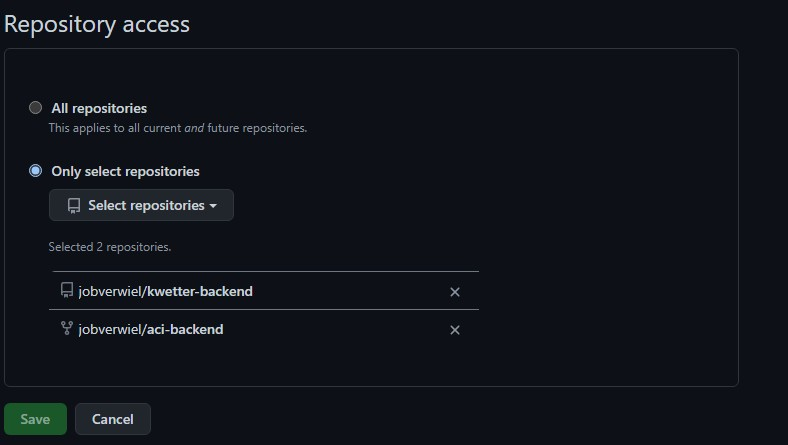 Repository access
All repositories
This applies to all current and future repositories.
Only select repositories
Select repositories
Selected 2 repositories.
jobverwiel/kwetter-backend
jobverwiel/aci-backend
Save
Cancel